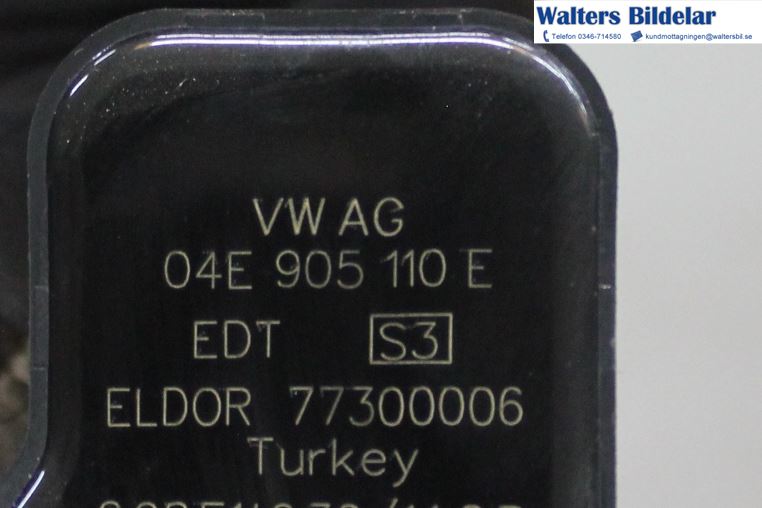 Walters Bildelar
Telefon 0346-714580 kundmottagningen@waltersbil.se
VW AG
04E 905 110 E
EDT S3
ELDOR 77300006
Turkey